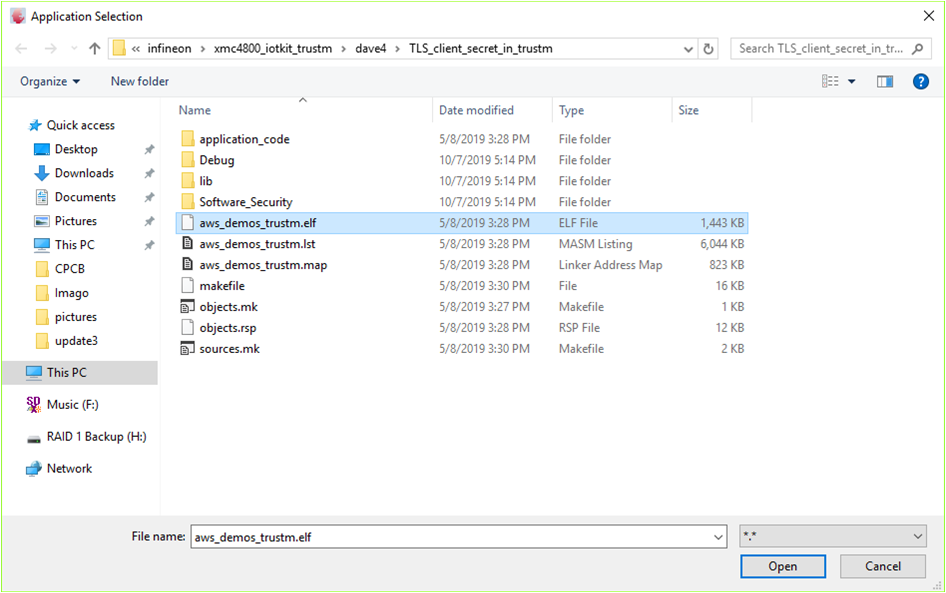 Application Selection
« infineon › xmc4800_iotkit_trustm › dave4 › TLS_client_secret_in_trustm
Search TLS_client_secret_in_tr...
Organize
New folder
?
Name Date modified Type Size
Quick access
Desktop
Downloads
Documents
Pictures
This PC
CPCB
Imago
pictures
update3
This PC
Music (F:)
RAID 1 Backup (H:)
Network
application_code 5/8/2019 3:28 PM File folder
Debug 10/7/2019 5:14 PM File folder
lib 10/7/2019 5:14 PM File folder
Software_Security 10/7/2019 5:14 PM File folder
aws_demos_trustm.elf 5/8/2019 3:28 PM ELF File 1,443 KB
aws_demos_trustm.lst 5/8/2019 3:28 PM MASM Listing 6,044 KB
aws_demos_trustm.map 5/8/2019 3:28 PM Linker Address Map 823 KB
makefile 5/8/2019 3:30 PM File 16 KB
objects.mk 5/8/2019 3:27 PM Makefile 1 KB
objects.rsp 5/8/2019 3:28 PM RSP File 12 KB
sources.mk 5/8/2019 3:30 PM Makefile 2 KB
File name: aws_demos_trustm.elf
*.*
Open
Cancel